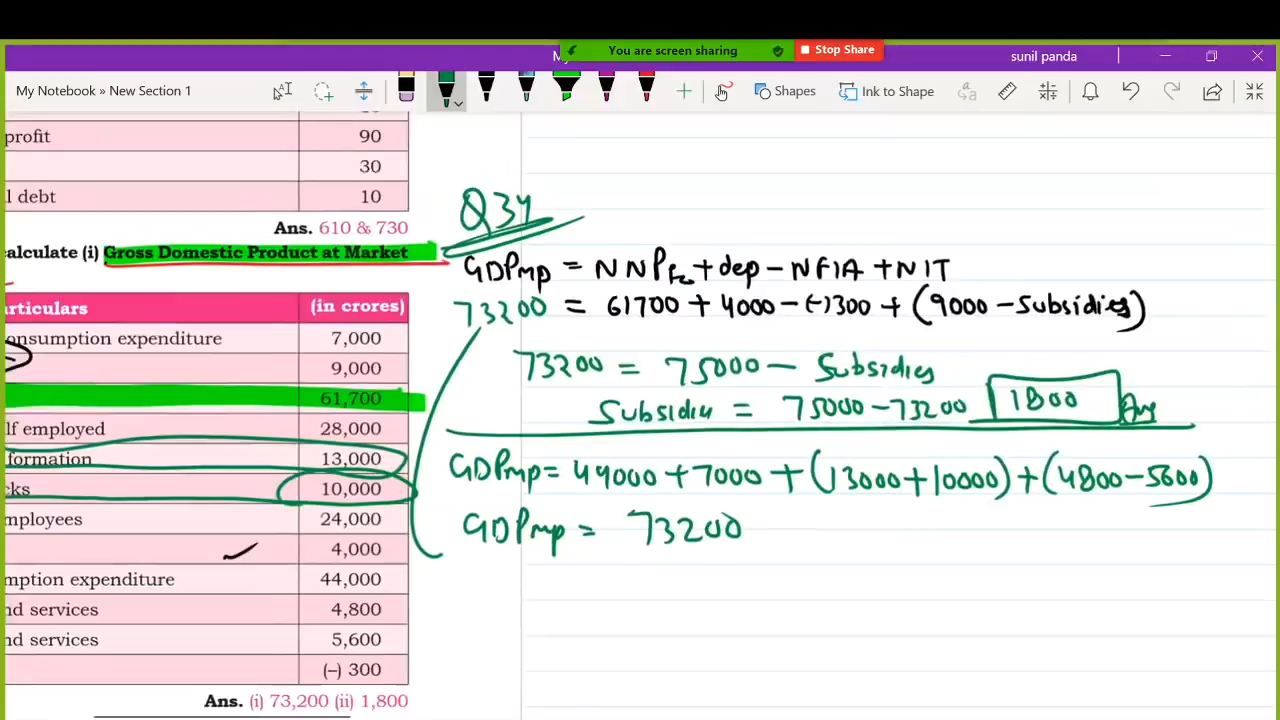 You are screen sharing
Stop Share
My
sunil panda
My Notebook » New Section 1
Shapes
Ink to Share
profit 90
30
l debt 10
Ans. 610 & 730
calculate (i) Gross Domestic Product at Market
articulars (in crores)
onsumption expenditure 7,000
9,000
61,700
lf employed 28,000
formation 13,000
cks 10,000
mployees 24,000
4,000
mption expenditure 44,000
nd services 4,800
nd services 5,600
(–) 300
Ans. (i) 73,200 (ii) 1,800
Q34
GDPmp = NNPFc + dep - NFIA + NIT
73200 = 61700 + 4000 - (-)300 + (9000 - Subsidies)
73200 = 75000 - Subsidies
Subsidies = 75000 - 73200 1800 Ans
GDPmp = 44000 + 7000 + (13000 + 10000) + (4800 - 5600)
GDPmp = 73200